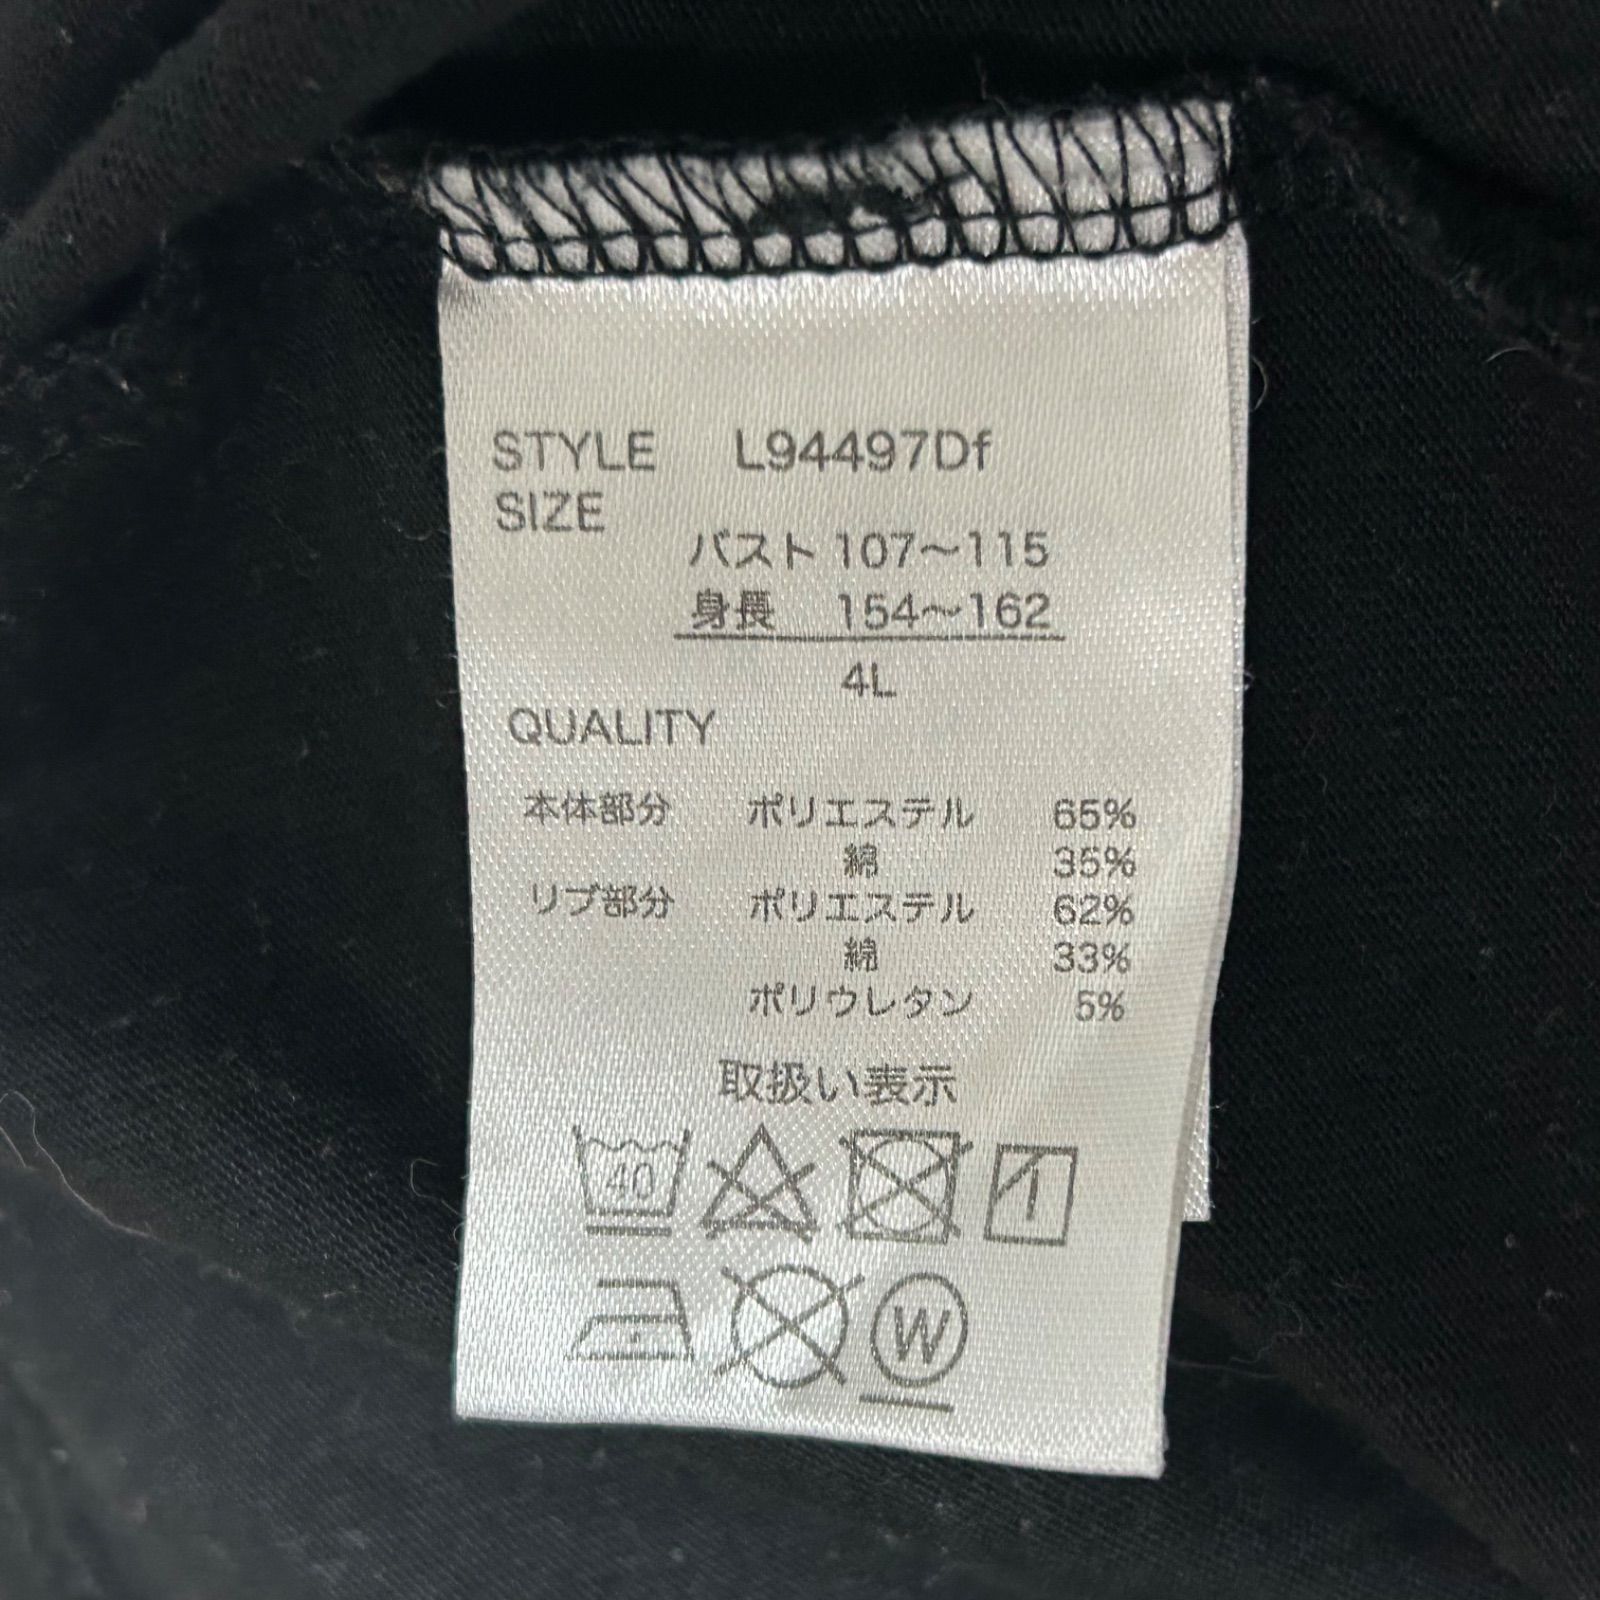 STYLE L94497Df
SIZE
バスト 107～115
身長 154～162
4L
QUALITY
本体部分 ポリエステル 65%
綿 35%
リブ部分 ポリエステル 62%
綿 33%
ポリウレタン 5%
取扱い表示
40
W